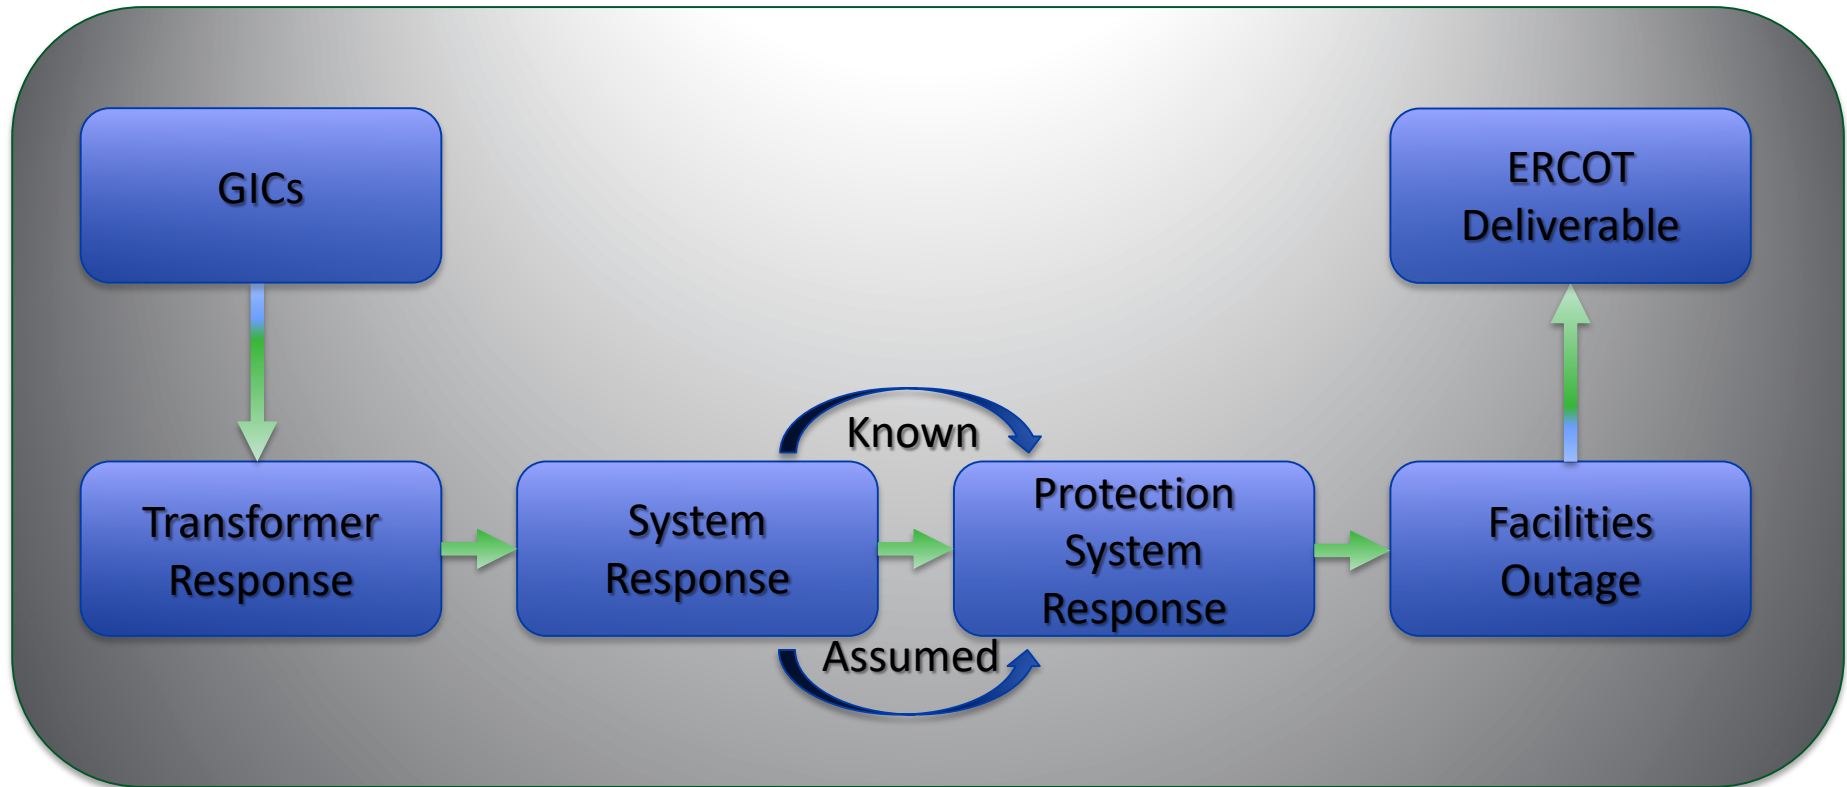 GICs
ERCOT
Deliverable
Known
Transformer
Response
System
Response
Protection
System
Response
Facilities
Outage
Assumed